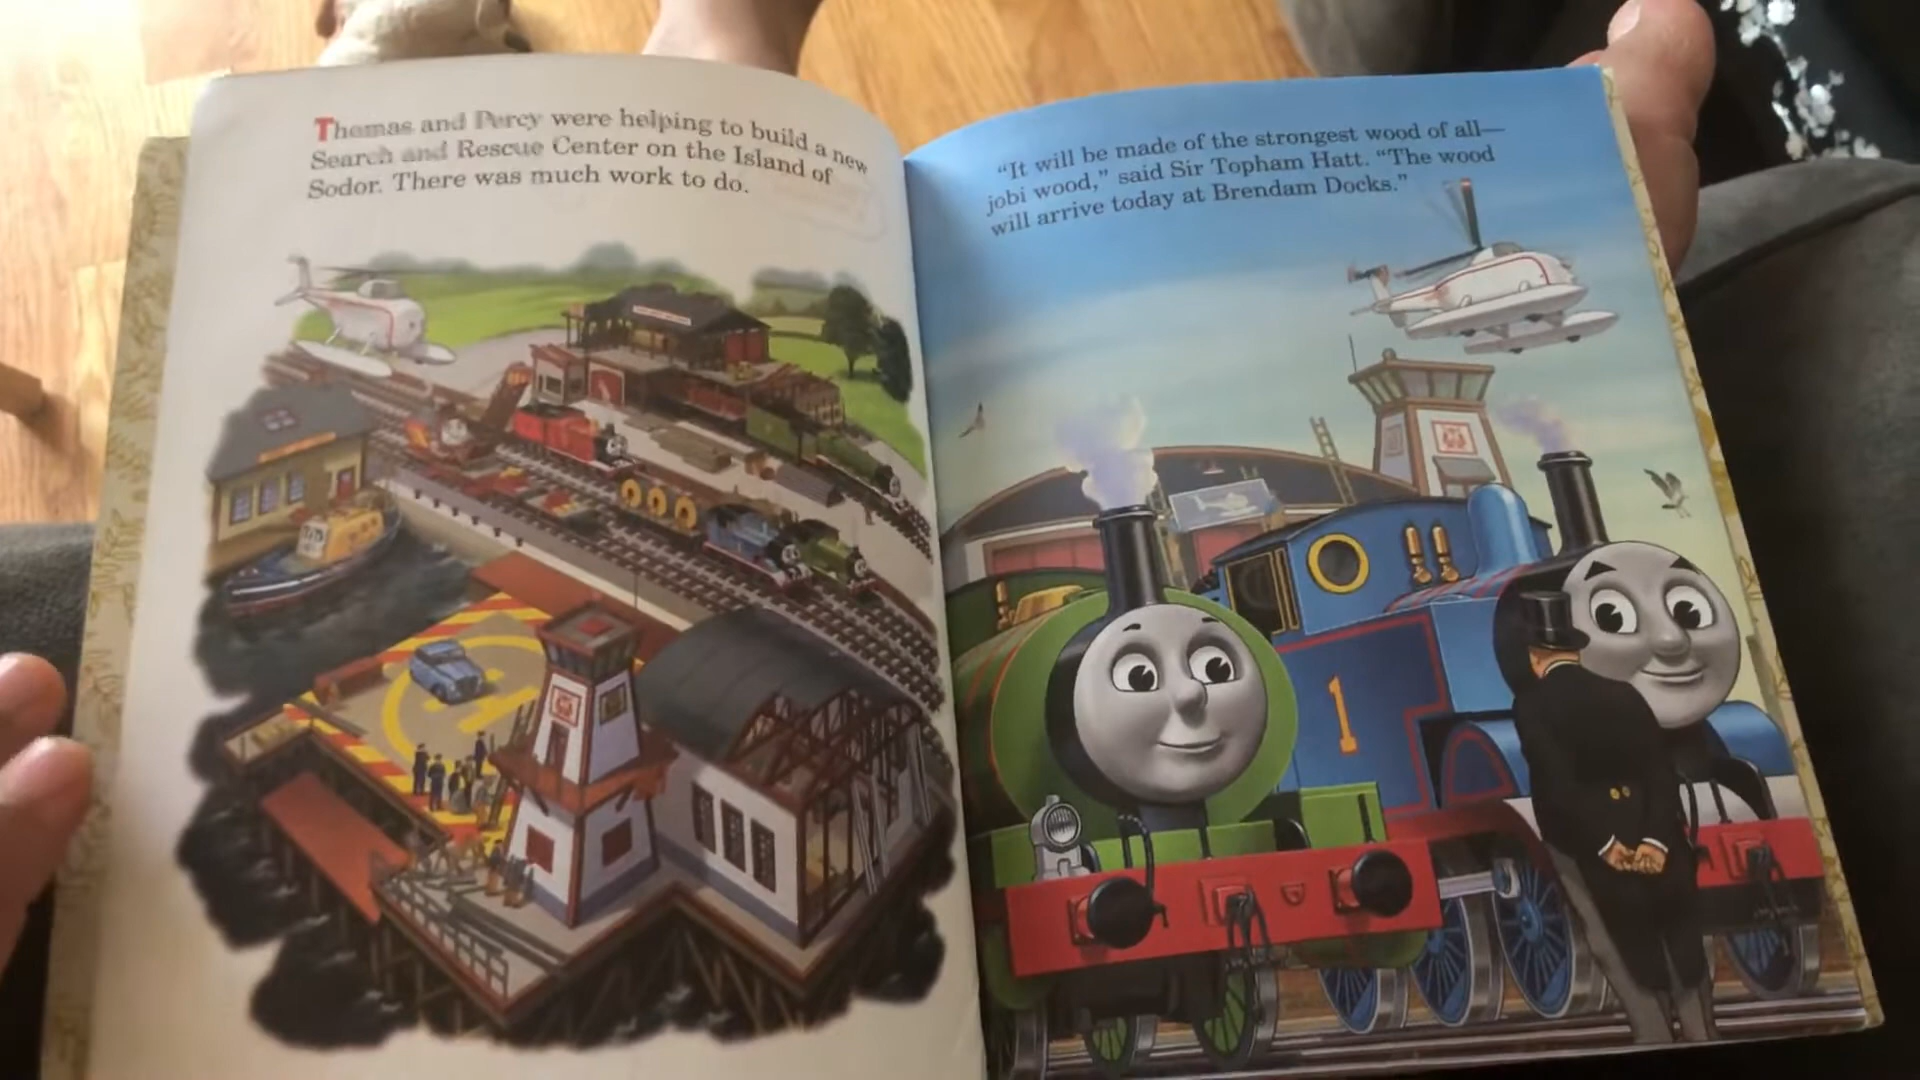 Thomas and Percy were helping to build a new
Search and Rescue Center on the Island of
Sodor. There was much work to do.
"It will be made of the strongest wood of all—
jobi wood," said Sir Topham Hatt. "The wood
will arrive today at Brendam Docks."
1